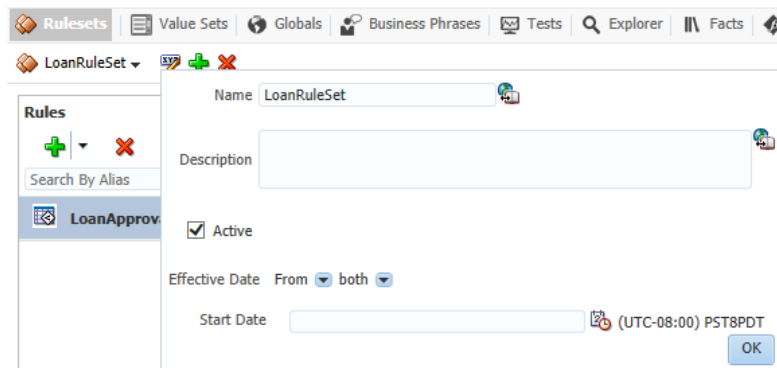 Rulesets Value Sets Globals Business Phrases Tests Explorer Facts
LoanRuleSet
Name LoanRuleSet
Rules
Description
Search By Alias
LoanApprova
Active
Effective Date From both
Start Date (UTC-08:00) PST8PDT
OK